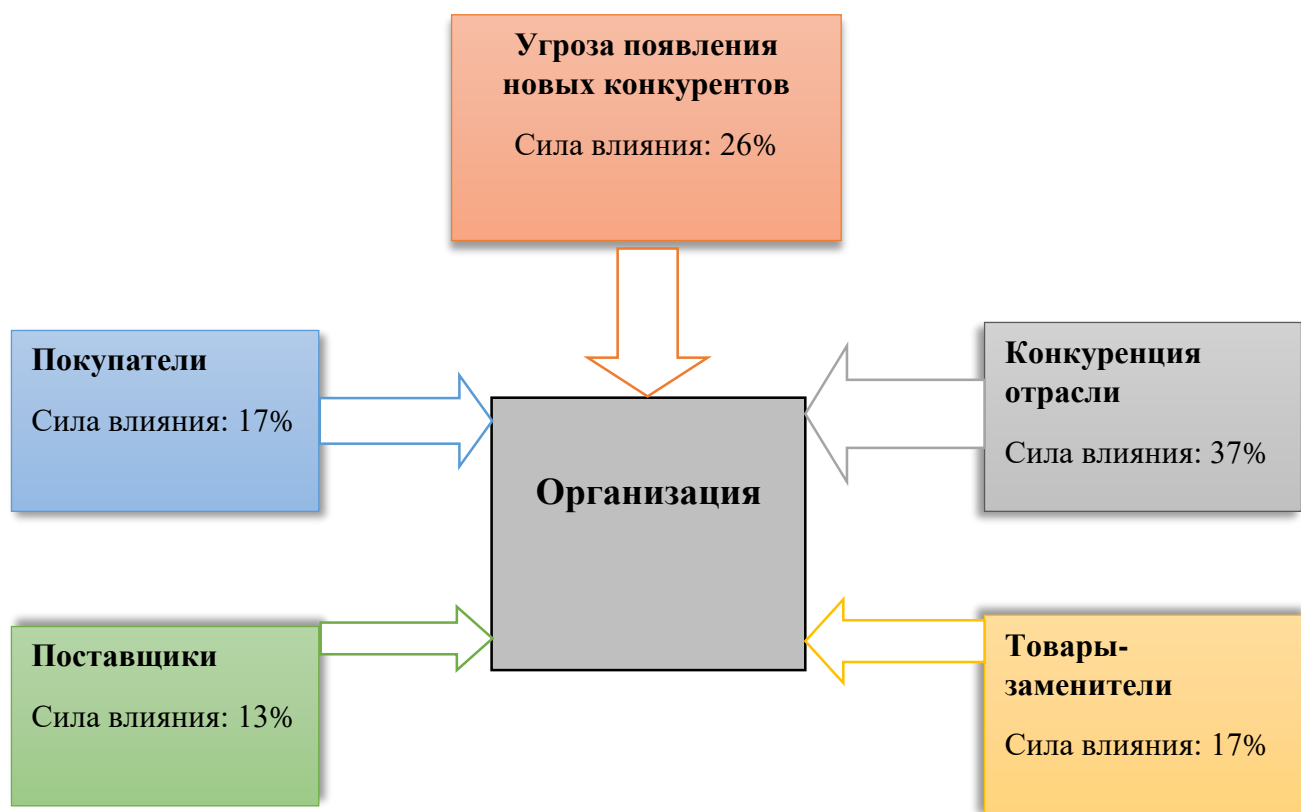 Угроза появления
новых конкурентов
Сила влияния: 26%
Покупатели
Сила влияния: 17%
Конкуренция
отрасли
Сила влияния: 37%
Организация
Поставщики
Сила влияния: 13%
Товары-
заменители
Сила влияния: 17%